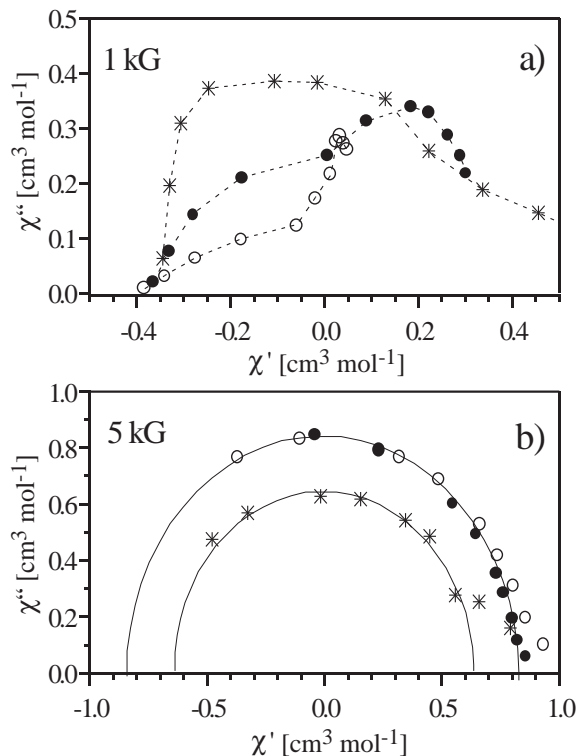 0.5
1 kG
a)
0.4
0.3
0.2
0.1
0.0
χ“ [cm³ mol⁻¹]
-0.4 -0.2 0.0 0.2 0.4
χ' [cm³ mol⁻¹]
1.0
5 kG
b)
0.8
0.6
0.4
0.2
0.0
χ“ [cm³ mol⁻¹]
-1.0 -0.5 0.0 0.5 1.0
χ' [cm³ mol⁻¹]